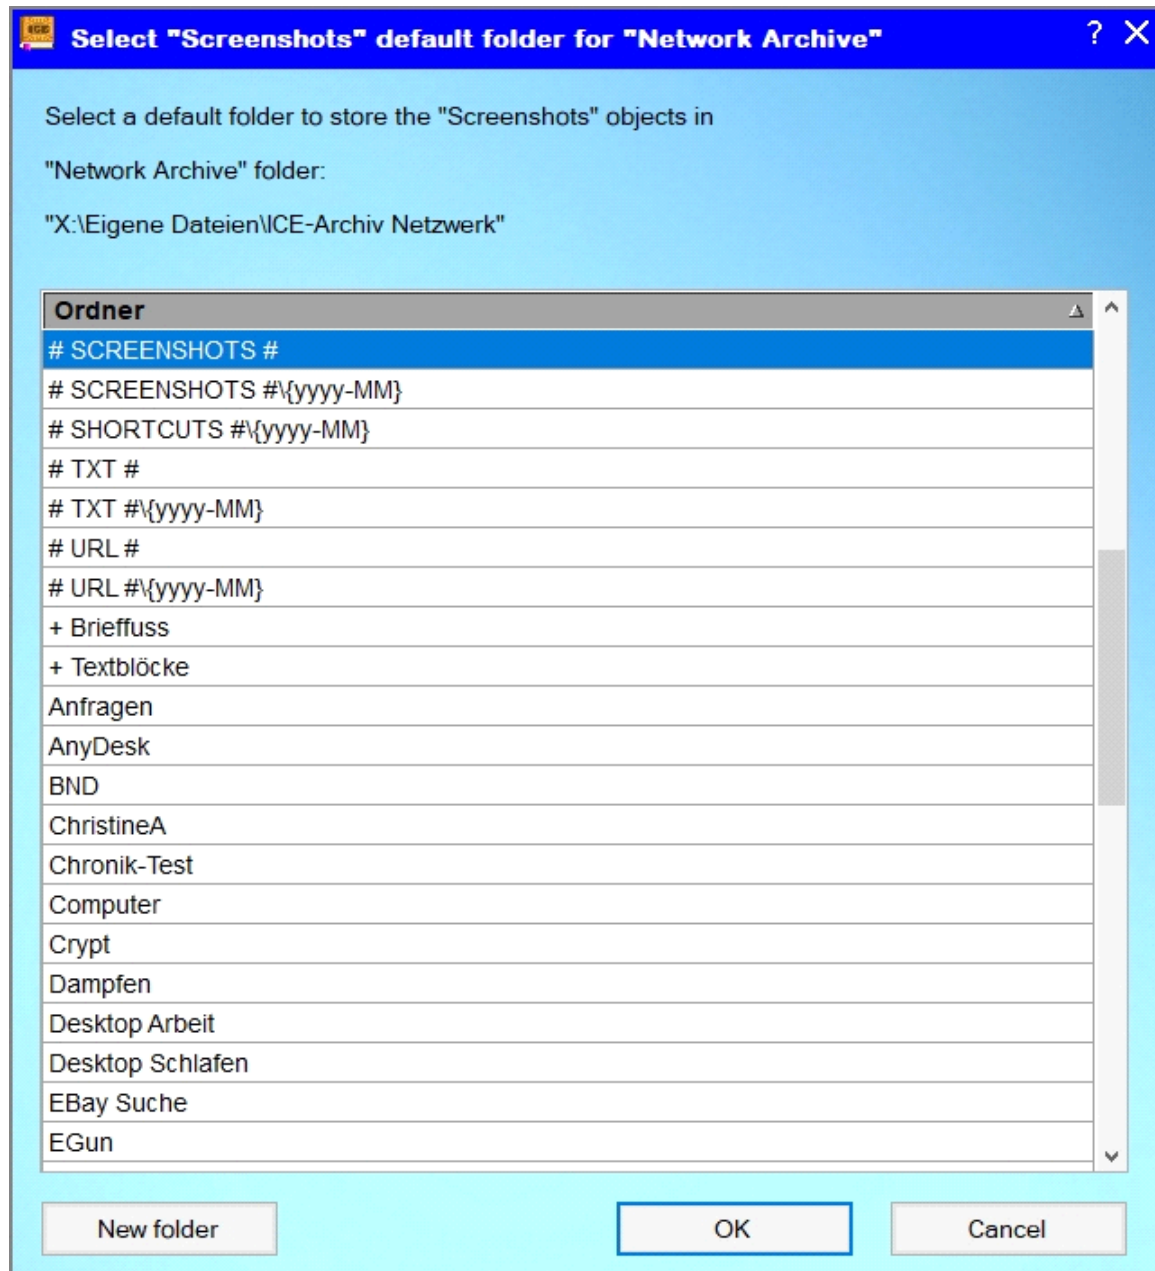 ICE
Select "Screenshots" default folder for "Network Archive"
?
Select a default folder to store the "Screenshots" objects in
"Network Archive" folder:
"X:\Eigene Dateien\ICE-Archiv Netzwerk"
Ordner
# SCREENSHOTS #
# SCREENSHOTS #\{yyyy-MM}
# SHORTCUTS #\{yyyy-MM}
# TXT #
# TXT #\{yyyy-MM}
# URL #
# URL #\{yyyy-MM}
+ Brieffuss
+ Textblöcke
Anfragen
AnyDesk
BND
ChristineA
Chronik-Test
Computer
Crypt
Dampfen
Desktop Arbeit
Desktop Schlafen
EBay Suche
EGun
New folder
OK
Cancel